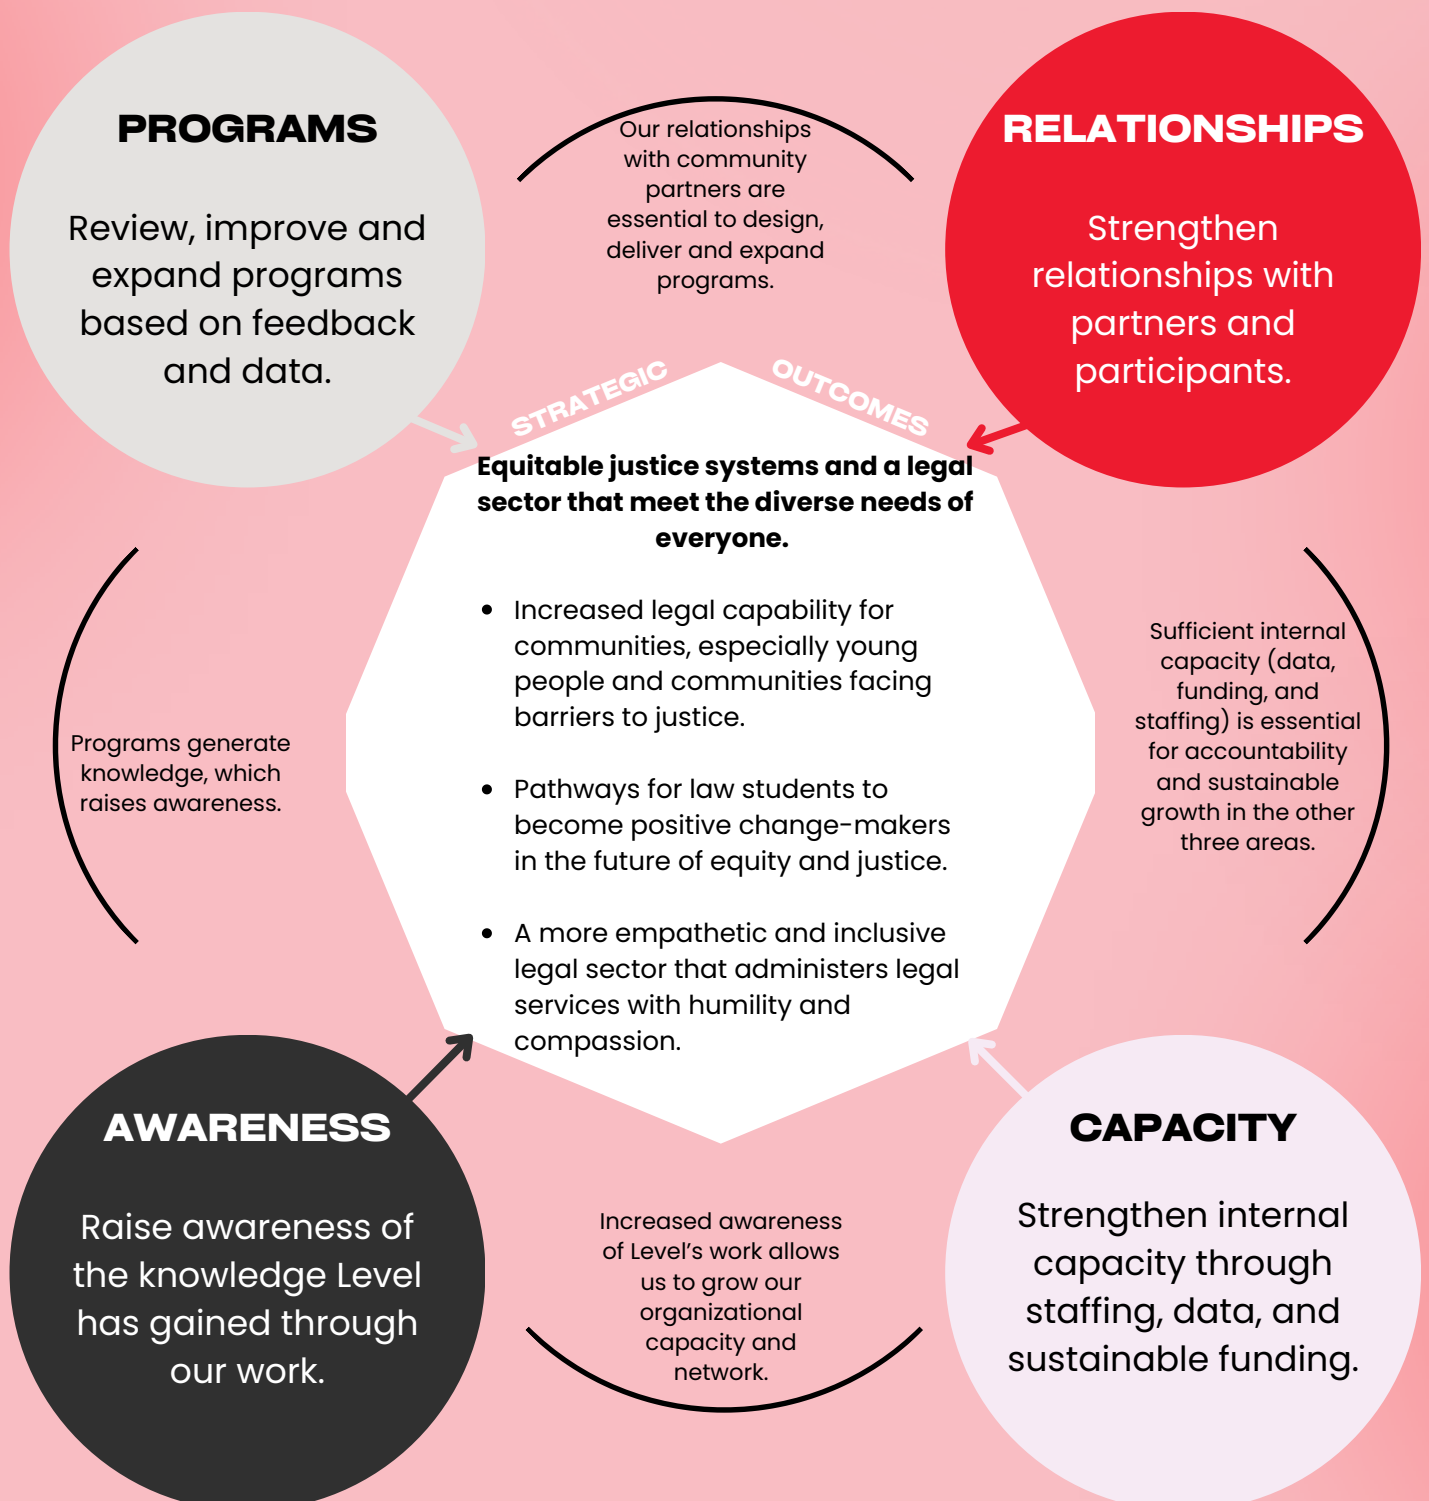 PROGRAMS
Review, improve and
expand programs
based on feedback
and data.
Our relationships
with community
partners are
essential to design,
deliver and expand
programs.
RELATIONSHIPS
Strengthen
relationships with
partners and
participants.
STRATEGIC OUTCOMES
Equitable justice systems and a legal
sector that meet the diverse needs of
everyone.
• Increased legal capability for
communities, especially young
people and communities facing
barriers to justice.
• Pathways for law students to
become positive change-makers
in the future of equity and justice.
• A more empathetic and inclusive
legal sector that administers legal
services with humility and
compassion.
Programs generate
knowledge, which
raises awareness.
Sufficient internal
capacity (data,
funding, and
staffing) is essential
for accountability
and sustainable
growth in the other
three areas.
AWARENESS
Raise awareness of
the knowledge Level
has gained through
our work.
Increased awareness
of Level’s work allows
us to grow our
organizational
capacity and
network.
CAPACITY
Strengthen internal
capacity through
staffing, data, and
sustainable funding.